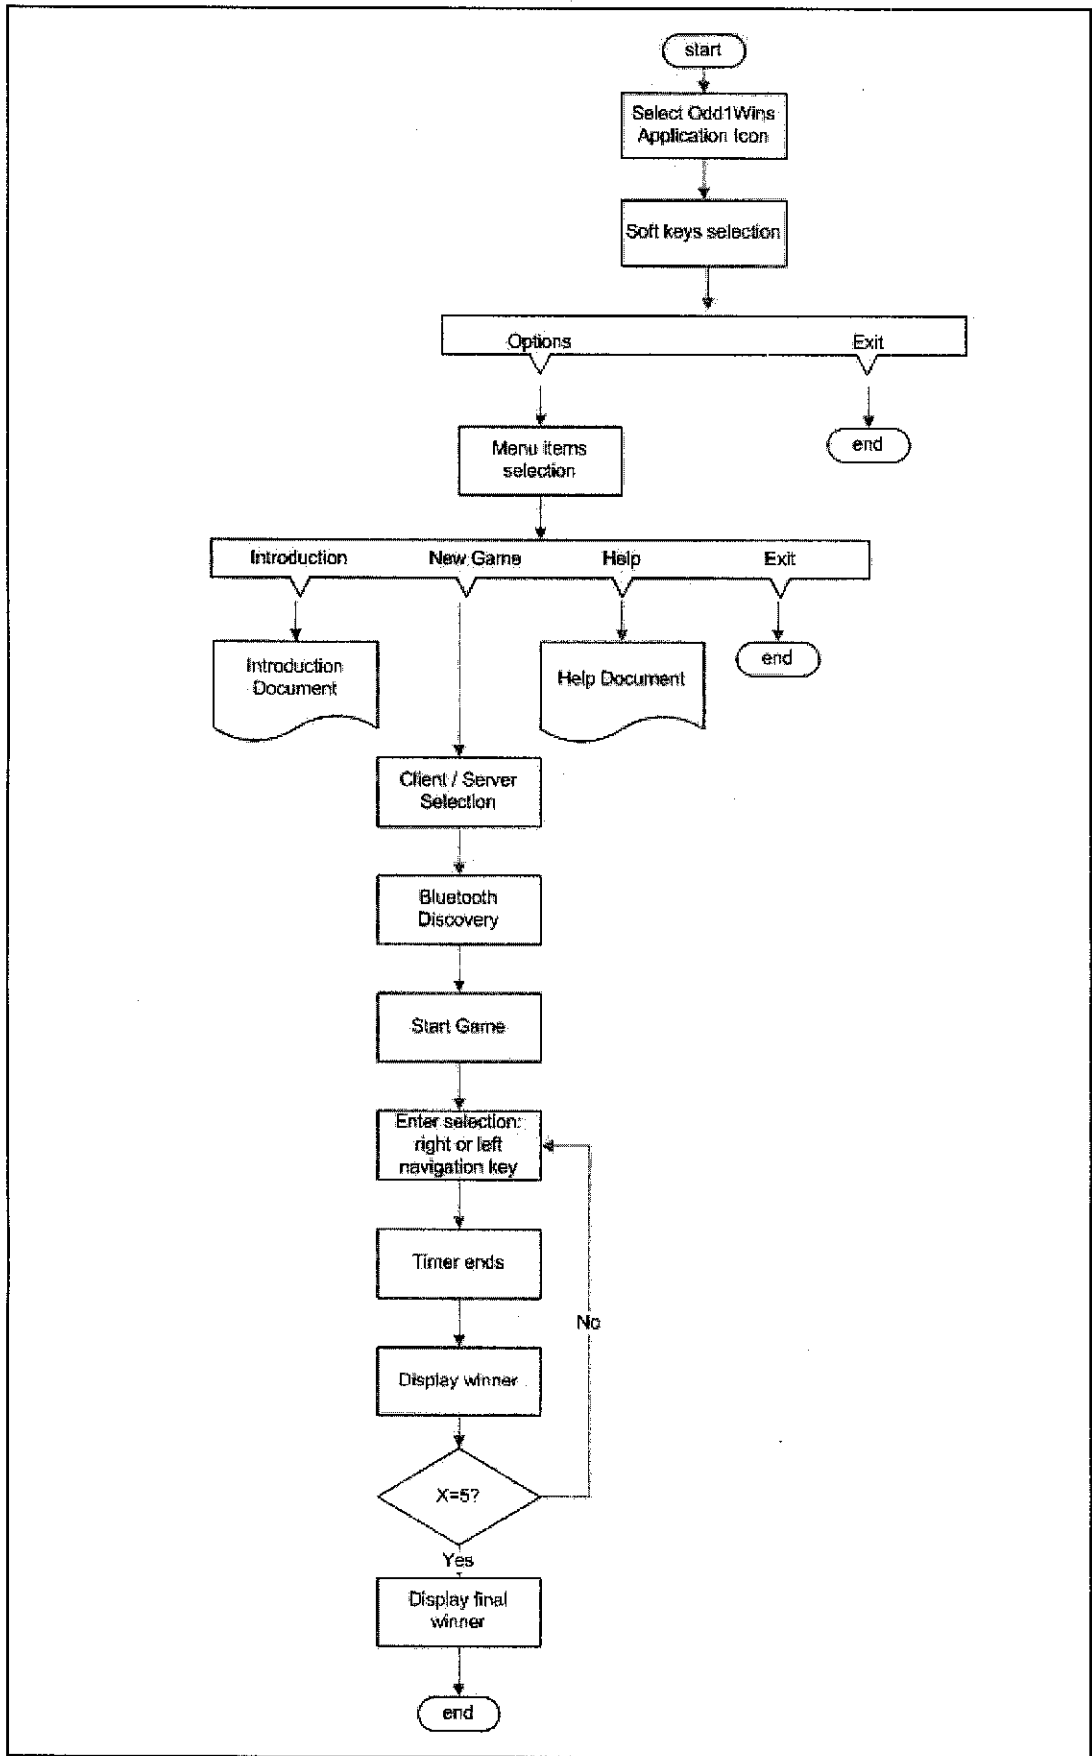 start
Select Odd1Wins
Application Icon
Soft keys selection
Options
Exit
Menu items
selection
end
Introduction
New Game
Help
Exit
Introduction
Document
Help Document
end
Client / Server
Selection
Bluetooth
Discovery
Start Game
Enter selection:
right or left
navigation key
Timer ends
No
Display winner
X=5?
Yes
Display final
winner
end